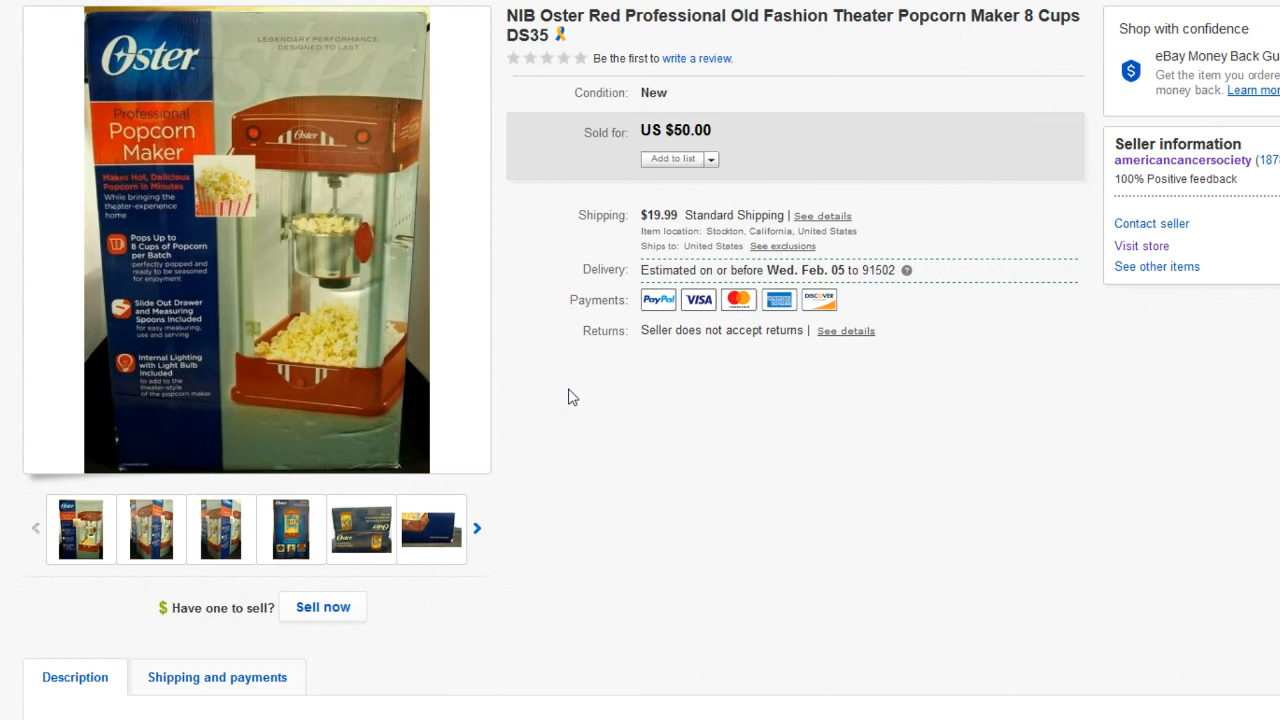 Oster
LEGENDARY PERFORMANCE.
DESIGNED TO LAST
Professional
Popcorn
Maker
Makes Hot, Delicious
Popcorn in Minutes
While bringing the
theater-experience
home
Pops Up to
8 Cups of Popcorn
per Batch
perfectly popped and
ready to be seasoned
for enjoyment
Slide Out Drawer
and Measuring
Spoons Included
for easy measuring,
use and serving
Internal Lighting
with Light Bulb
Included
to add to the
theater-style
of the popcorn maker
Oster
NIB Oster Red Professional Old Fashion Theater Popcorn Maker 8 Cups
DS35
Be the first to write a review.
Condition: New
Sold for: US $50.00
Add to list
Shipping: $19.99 Standard Shipping | See details
Item location: Stockton, California, United States
Ships to: United States See exclusions
Delivery: Estimated on or before Wed. Feb. 05 to 91502 ?
Payments: PayPal VISA MasterCard AMERICAN EXPRESS DISCOVER
Returns: Seller does not accept returns | See details
Shop with confidence
eBay Money Back Gu
Get the item you ordere
money back. Learn mor
Seller information
americancancersociety (187
100% Positive feedback
Contact seller
Visit store
See other items
$ Have one to sell? Sell now
Description
Shipping and payments